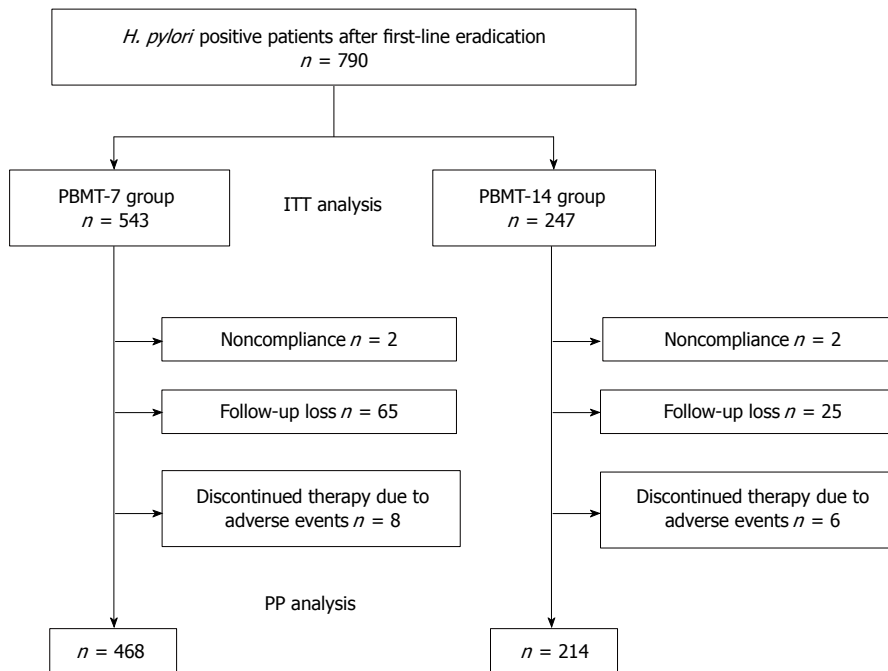 H. pylori positive patients after first-line eradication
n = 790
PBMT-7 group
n = 543
ITT analysis
PBMT-14 group
n = 247
Noncompliance n = 2
Noncompliance n = 2
Follow-up loss n = 65
Follow-up loss n = 25
Discontinued therapy due to
adverse events n = 8
Discontinued therapy due to
adverse events n = 6
PP analysis
n = 468
n = 214